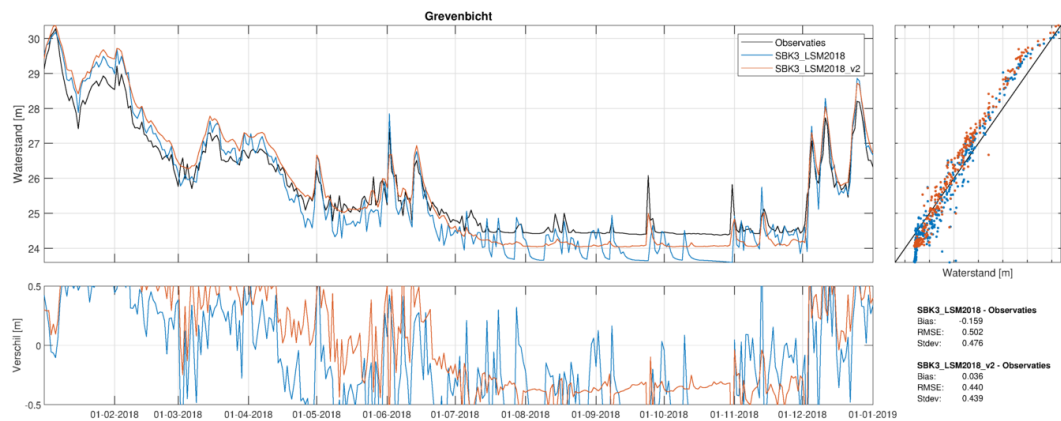 Grevenbicht
Waterstand [m]
30
29
28
27
26
25
24
Observaties
SBK3_LSM2018
SBK3_LSM2018_v2
Waterstand [m]
Verschil [m]
0.5
0
-0.5
01-02-2018 01-03-2018 01-04-2018 01-05-2018 01-06-2018 01-07-2018 01-08-2018 01-09-2018 01-10-2018 01-11-2018 01-12-2018 01-01-2019
SBK3_LSM2018 - Observaties
Bias: -0.159
RMSE: 0.502
Stdev: 0.476
SBK3_LSM2018_v2 - Observaties
Bias: 0.036
RMSE: 0.440
Stdev: 0.439